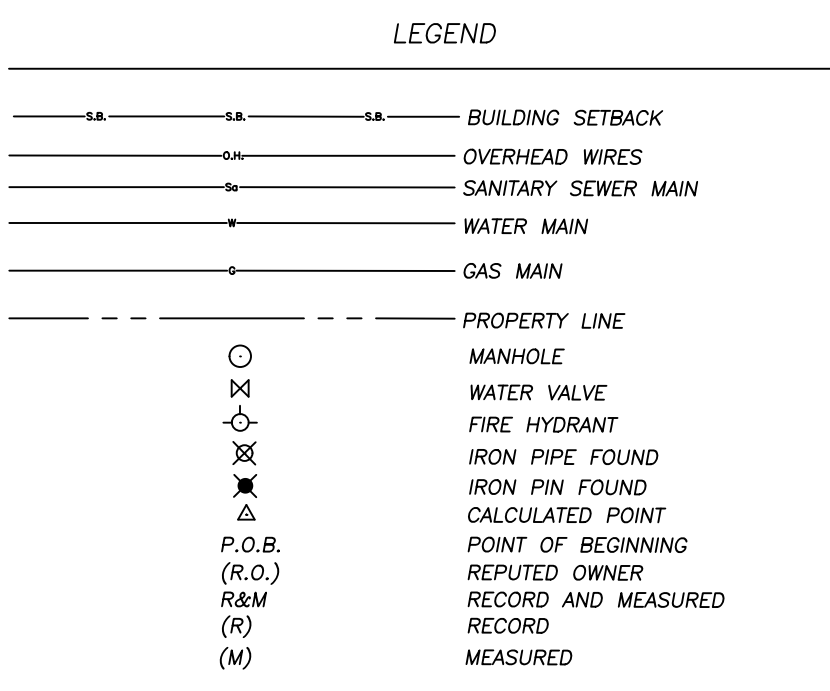 LEGEND
S.B. S.B. S.B. BUILDING SETBACK
O.H. OVERHEAD WIRES
Sa SANITARY SEWER MAIN
W WATER MAIN
G GAS MAIN
PROPERTY LINE
MANHOLE
WATER VALVE
FIRE HYDRANT
IRON PIPE FOUND
IRON PIN FOUND
CALCULATED POINT
P.O.B. POINT OF BEGINNING
(R.O.) REPUTED OWNER
R&M RECORD AND MEASURED
(R) RECORD
(M) MEASURED